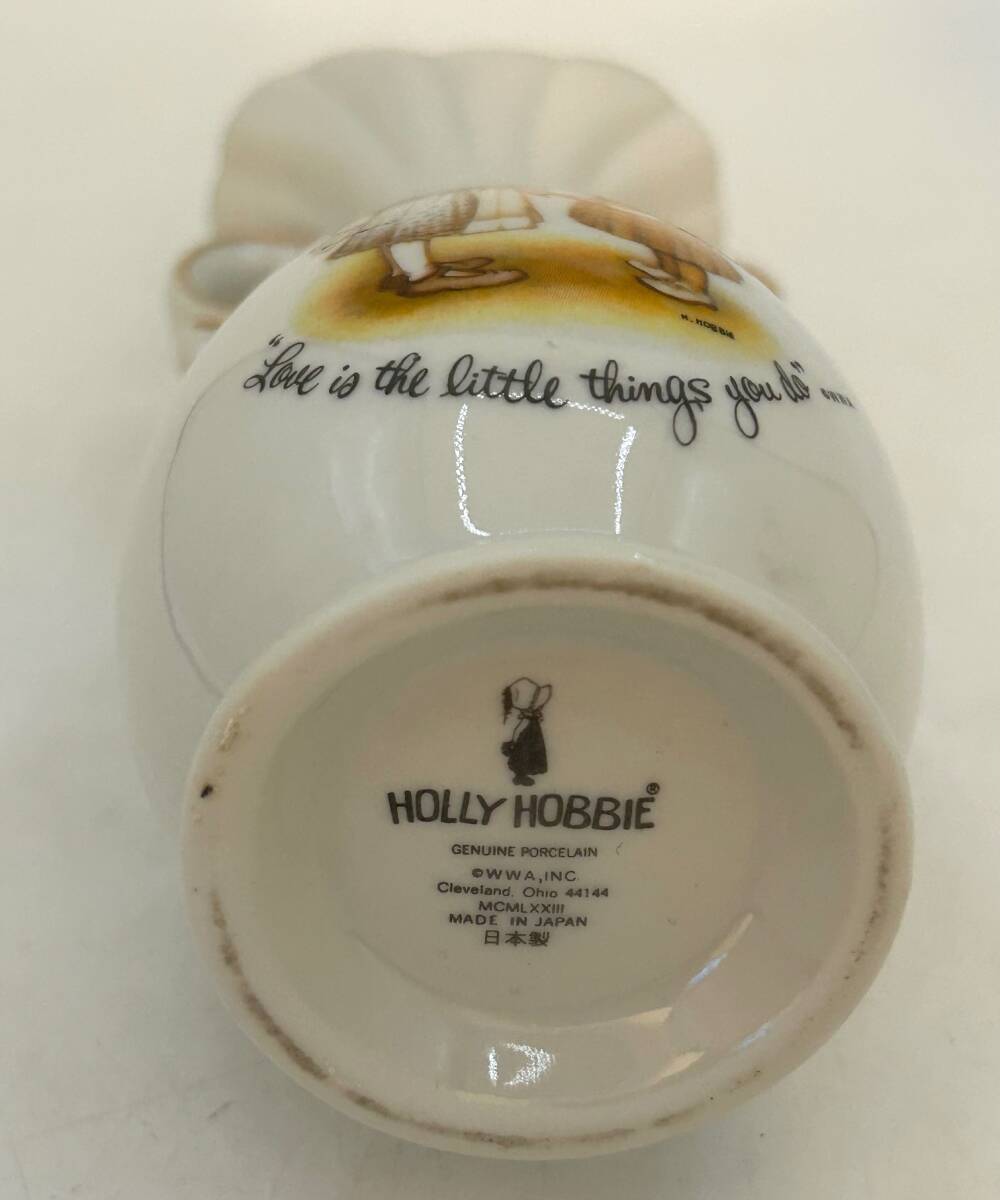 H. HOBBIE
"Love is the little things you do" ©WWA
HOLLY HOBBIE®
GENUINE PORCELAIN
©WWA, INC.
Cleveland, Ohio 44144
MCMLXXIII
MADE IN JAPAN
日本製